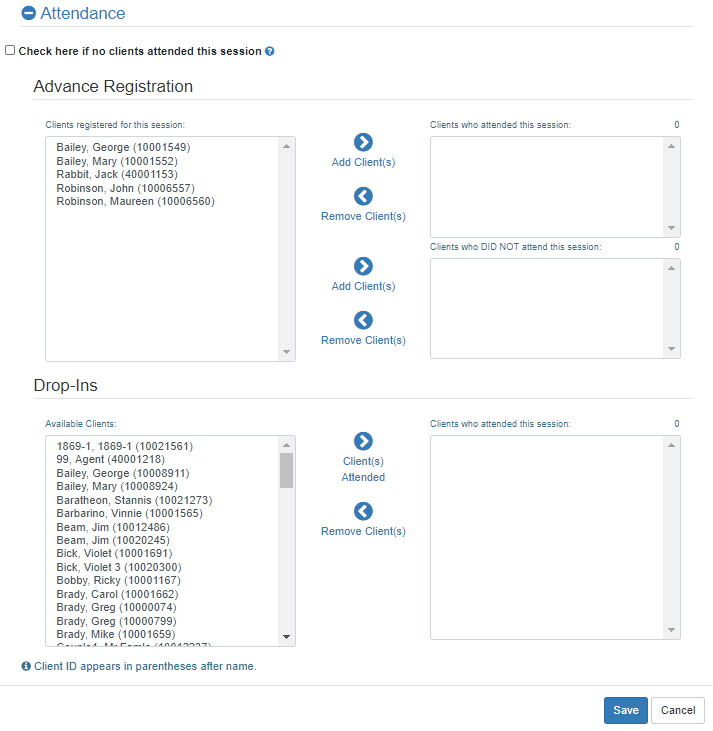 Attendance
Check here if no clients attended this session
Advance Registration
Clients registered for this session:
Bailey, George (10001549)
Bailey, Mary (10001552)
Rabbit, Jack (40001153)
Robinson, John (10006557)
Robinson, Maureen (10006560)
Add Client(s)
Remove Client(s)
Clients who attended this session: 0
Clients who DID NOT attend this session: 0
Add Client(s)
Remove Client(s)
Drop-Ins
Available Clients:
1869-1, 1869-1 (10021561)
99, Agent (40001218)
Bailey, George (10008911)
Bailey, Mary (10008924)
Baratheon, Stannis (10021273)
Barbarino, Vinnie (10001565)
Beam, Jim (10012486)
Beam, Jim (10020245)
Bick, Violet (10001691)
Bick, Violet 3 (10020300)
Bobby, Ricky (10001167)
Brady, Carol (10001662)
Brady, Greg (10000074)
Brady, Greg (10000799)
Brady, Mike (10001659)
Client(s)
Attended
Remove Client(s)
Clients who attended this session: 0
Client ID appears in parentheses after name.
Save
Cancel